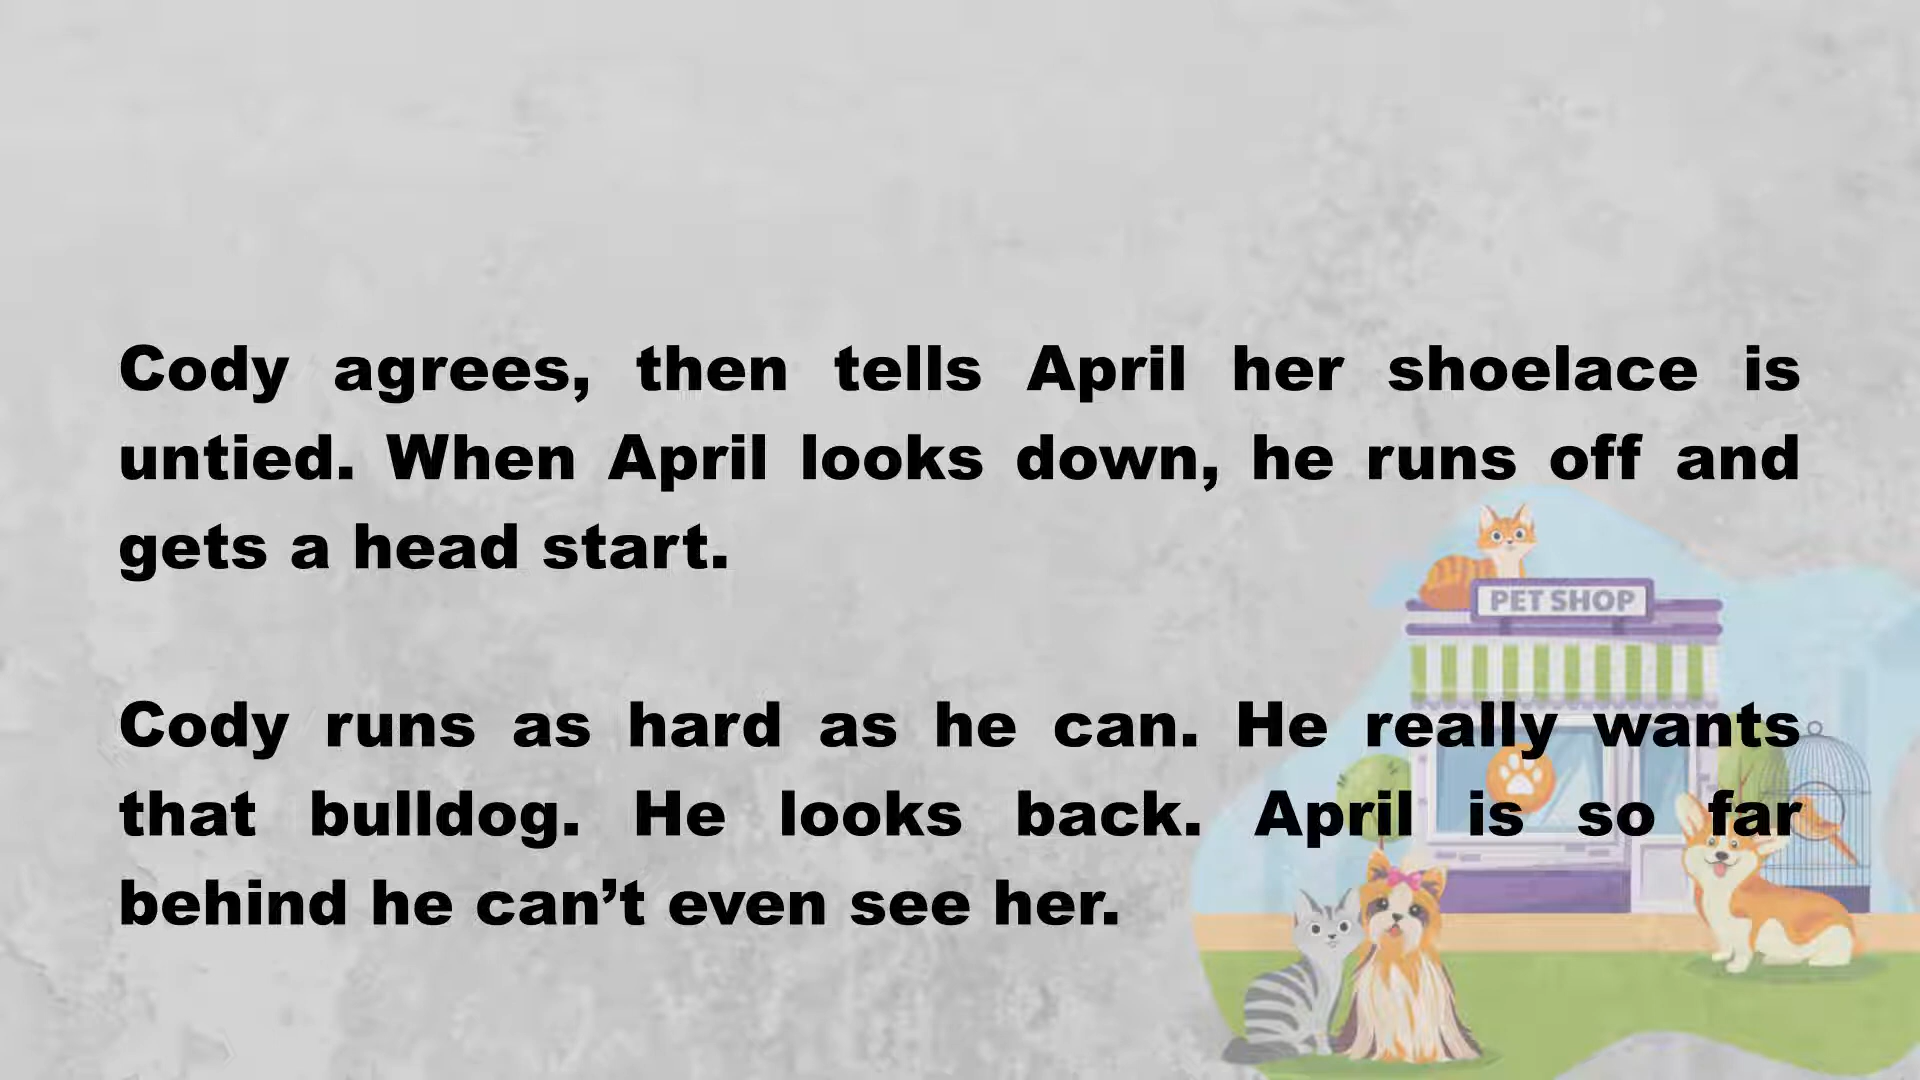 Cody agrees, then tells April her shoelace is
untied. When April looks down, he runs off and
gets a head start.
PET SHOP
Cody runs as hard as he can. He really wants
that bulldog. He looks back. April is so far
behind he can’t even see her.